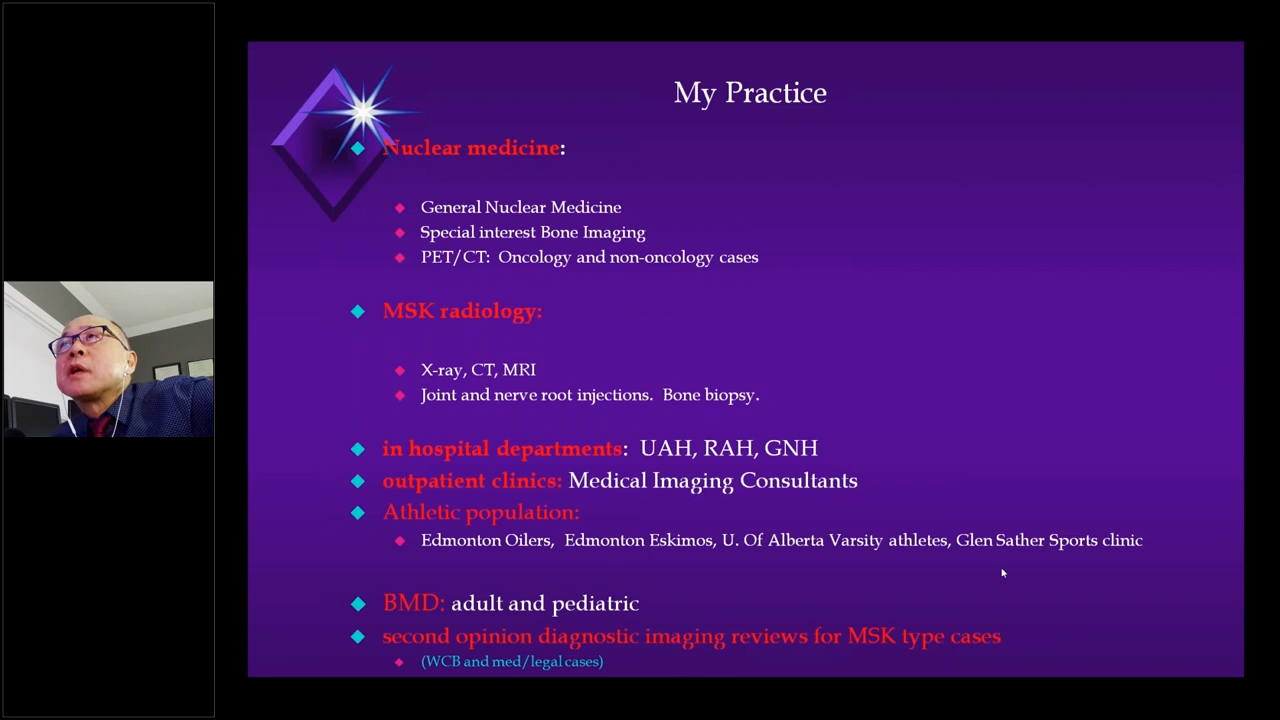 My Practice
Nuclear medicine:
General Nuclear Medicine
Special interest Bone Imaging
PET/CT: Oncology and non-oncology cases
MSK radiology:
X-ray, CT, MRI
Joint and nerve root injections. Bone biopsy.
in hospital departments: UAH, RAH, GNH
outpatient clinics: Medical Imaging Consultants
Athletic population:
Edmonton Oilers, Edmonton Eskimos, U. Of Alberta Varsity athletes, Glen Sather Sports clinic
BMD: adult and pediatric
second opinion diagnostic imaging reviews for MSK type cases
(WCB and med/legal cases)